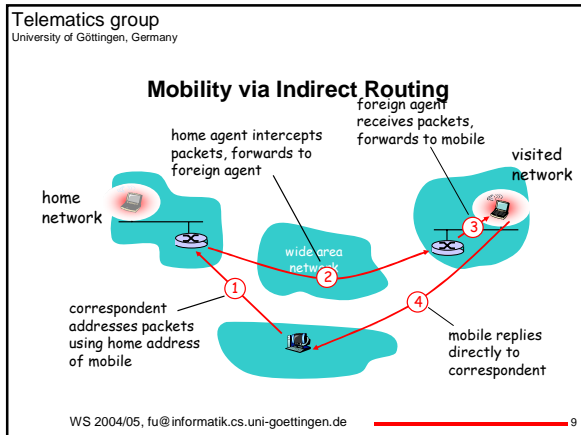 Telematics group
University of Göttingen, Germany
Mobility via Indirect Routing
foreign agent
receives packets,
forwards to mobile
home agent intercepts
packets, forwards to
foreign agent
visited
network
home
network
wide area
network
1
2
3
4
correspondent
addresses packets
using home address
of mobile
mobile replies
directly to
correspondent
WS 2004/05, fu@informatik.cs.uni-goettingen.de
9